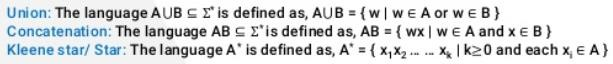 Union: The language A∪B ⊆ Σ* is defined as, A∪B = { w | w ∈ A or w ∈ B }
Concatenation: The language AB ⊆ Σ* is defined as, AB = { wx | w ∈ A and x ∈ B }
Kleene star/ Star: The language A* is defined as, A* = { x₁x₂ ... ... xₖ | k≥0 and each xᵢ ∈ A }